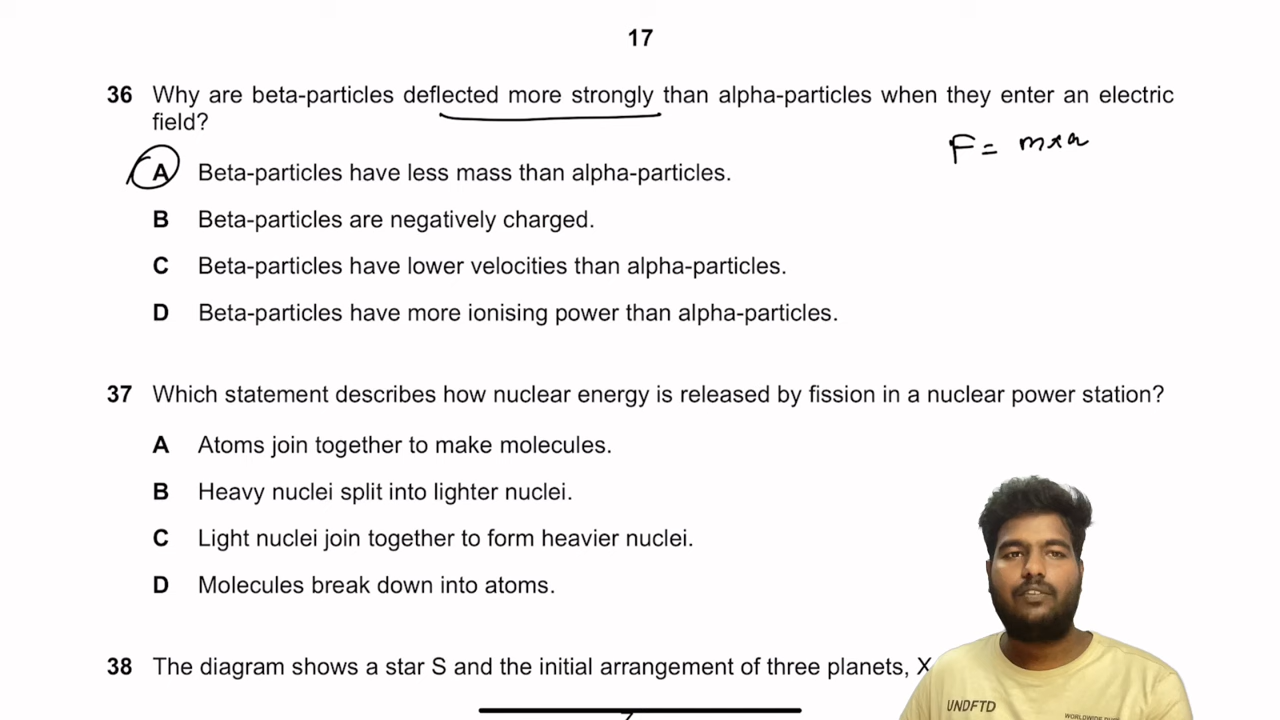 17
36 Why are beta-particles deflected more strongly than alpha-particles when they enter an electric
field?
F = m×a
A Beta-particles have less mass than alpha-particles.
B Beta-particles are negatively charged.
C Beta-particles have lower velocities than alpha-particles.
D Beta-particles have more ionising power than alpha-particles.
37 Which statement describes how nuclear energy is released by fission in a nuclear power station?
A Atoms join together to make molecules.
B Heavy nuclei split into lighter nuclei.
C Light nuclei join together to form heavier nuclei.
D Molecules break down into atoms.
38 The diagram shows a star S and the initial arrangement of three planets, X
UNDFTD